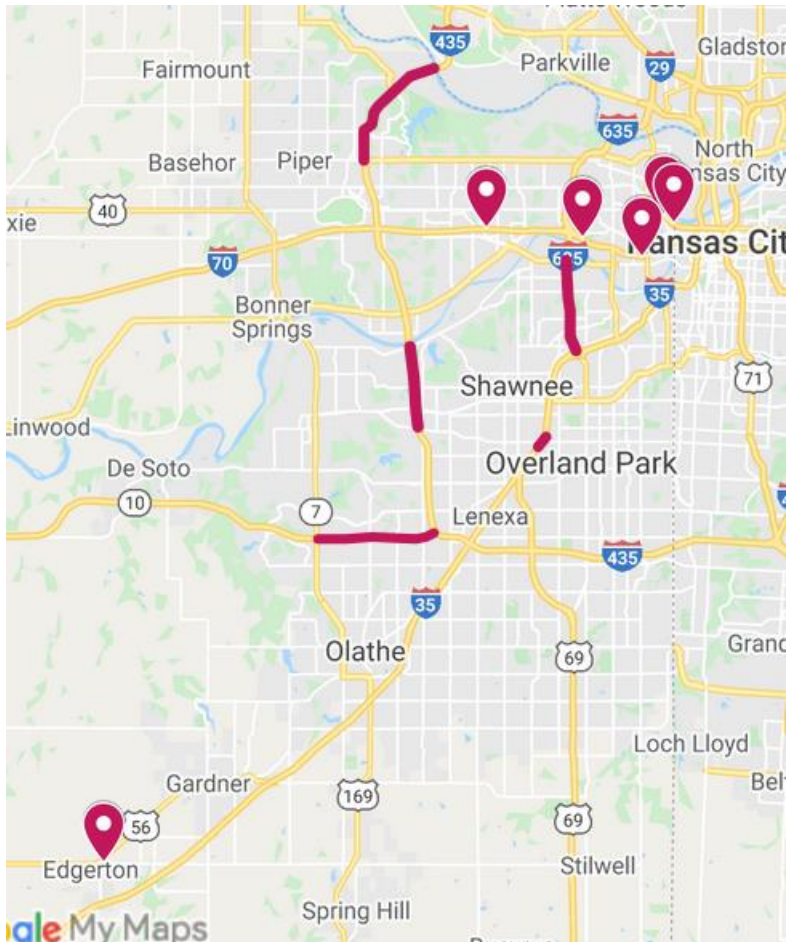 435
Parkville
Gladston
29
Fairmount
635
North
nsas City
Basehor
Piper
40
xie
Kansas Cit
70
635
35
Bonner
Springs
71
Shawnee
Linwood
Overland Park
De Soto
10
7
Lenexa
435
35
Olathe
69
Grand
Loch Lloyd
Gardner
Belt
169
56
69
Edgerton
Stilwell
Spring Hill
gle My Maps